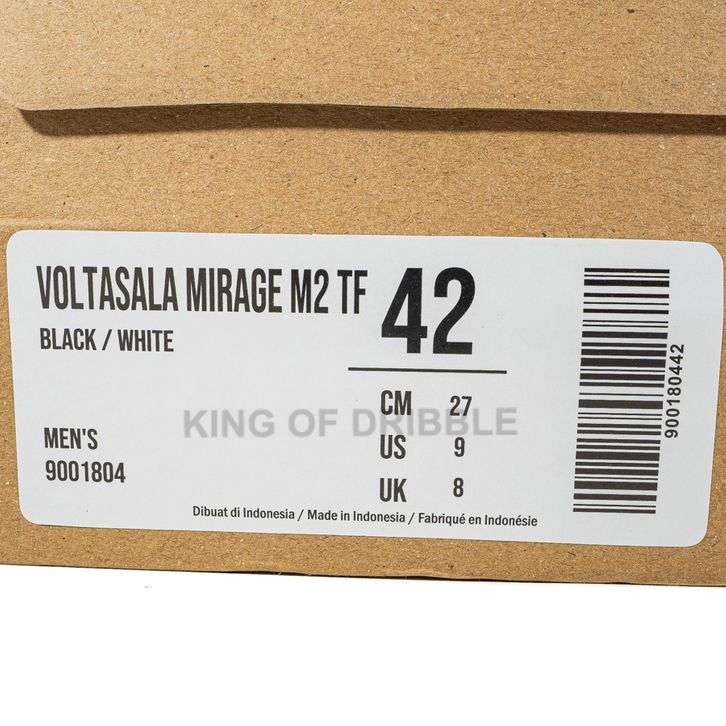 VOLTASALA MIRAGE M2 TF
BLACK / WHITE
42
CM 27
US 9
UK 8
KING OF DRIBBLE
MEN'S
9001804
Dibuat di Indonesia / Made in Indonesia / Fabriqué en Indonésie
900180442